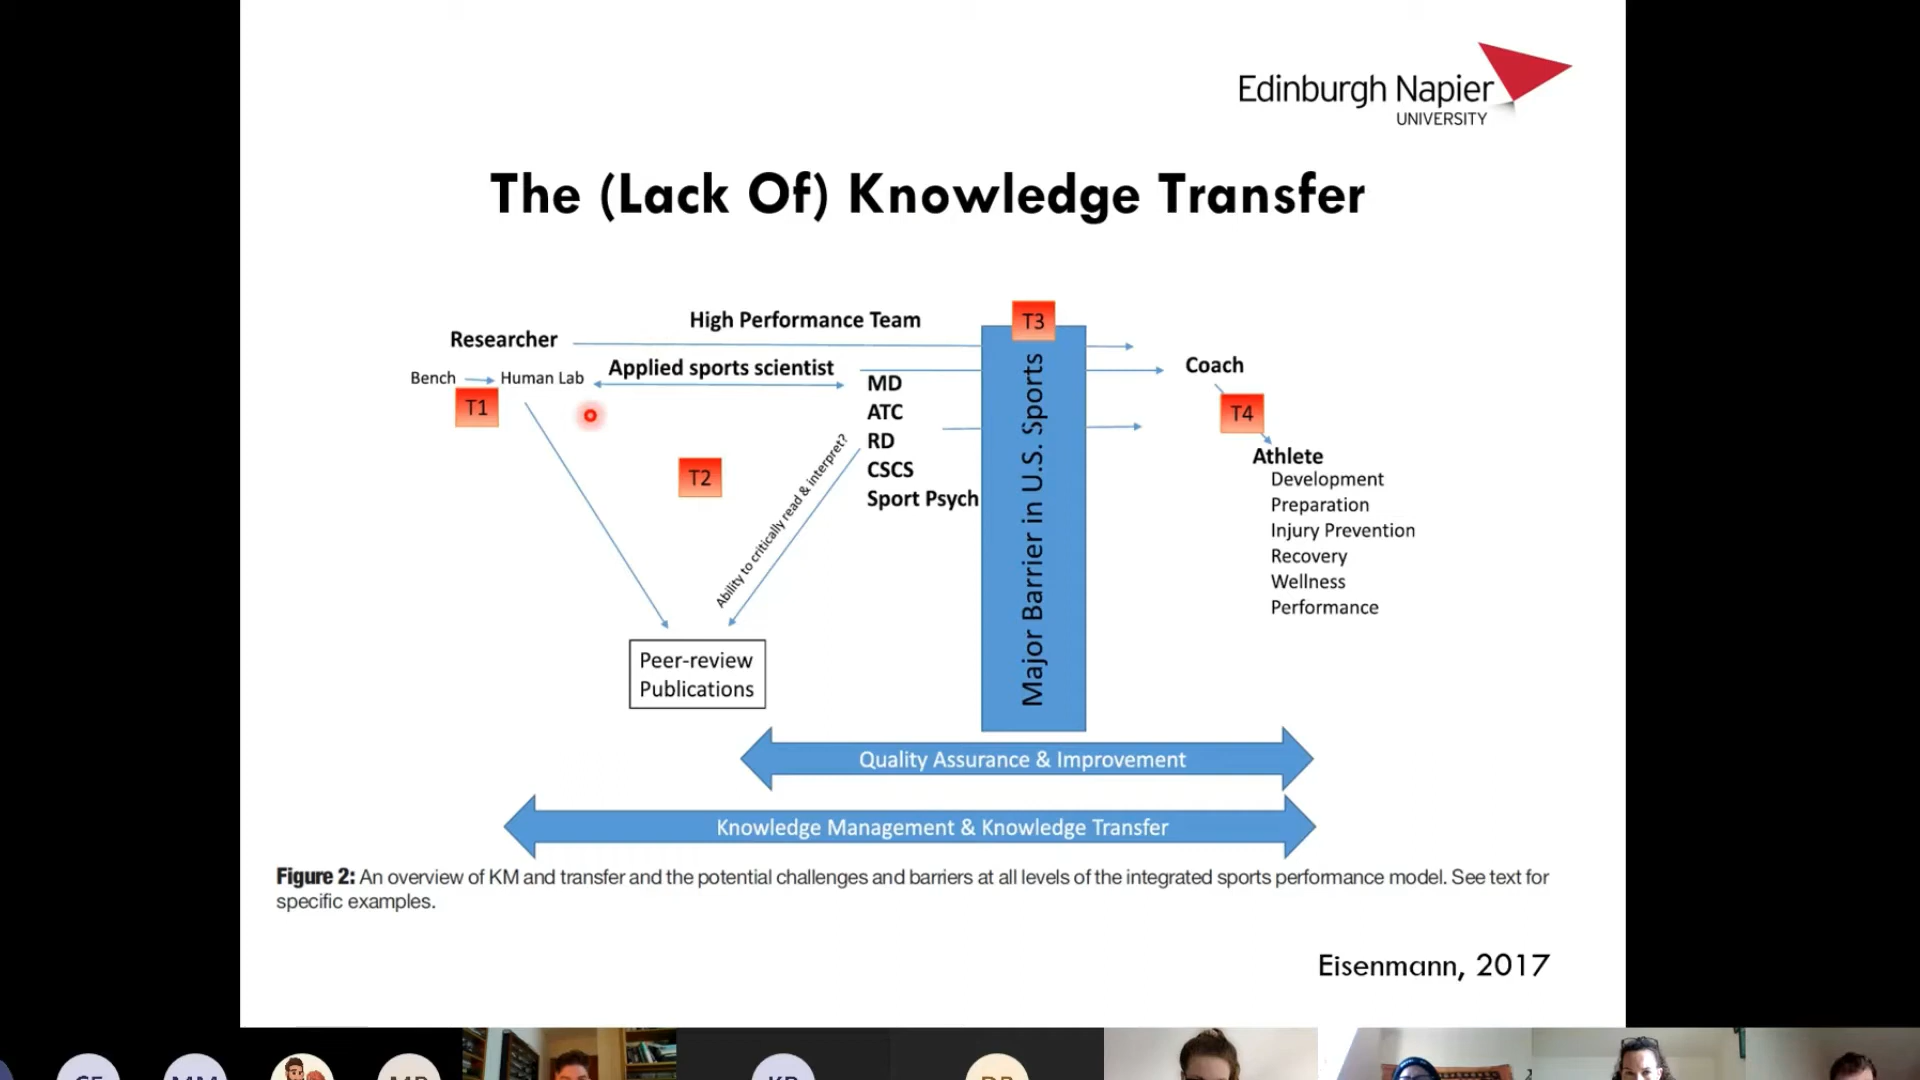 Edinburgh Napier
UNIVERSITY
The (Lack Of) Knowledge Transfer
High Performance Team
T3
Researcher
Applied sports scientist
Coach
Bench
Human Lab
MD
T1
ATC
T4
RD
Athlete
CSCS
Development
T2
Sport Psych
Preparation
Injury Prevention
Recovery
Wellness
Performance
Ability to critically read & interpret?
Major Barrier in U.S. Sports
Peer-review
Publications
Quality Assurance & Improvement
Knowledge Management & Knowledge Transfer
Figure 2: An overview of KM and transfer and the potential challenges and barriers at all levels of the integrated sports performance model. See text for
specific examples.
Eisenmann, 2017